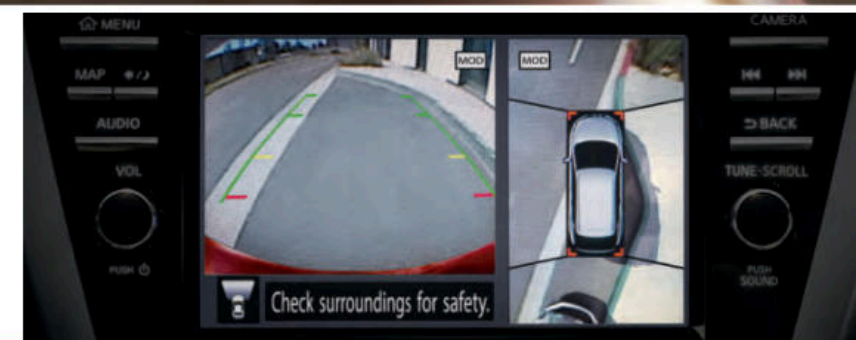 MENU
MAP
AUDIO
VOL
PUSH
MOD
Check surroundings for safety.
MOD
CAMERA
BACK
TUNE·SCROLL
PUSH
SOUND